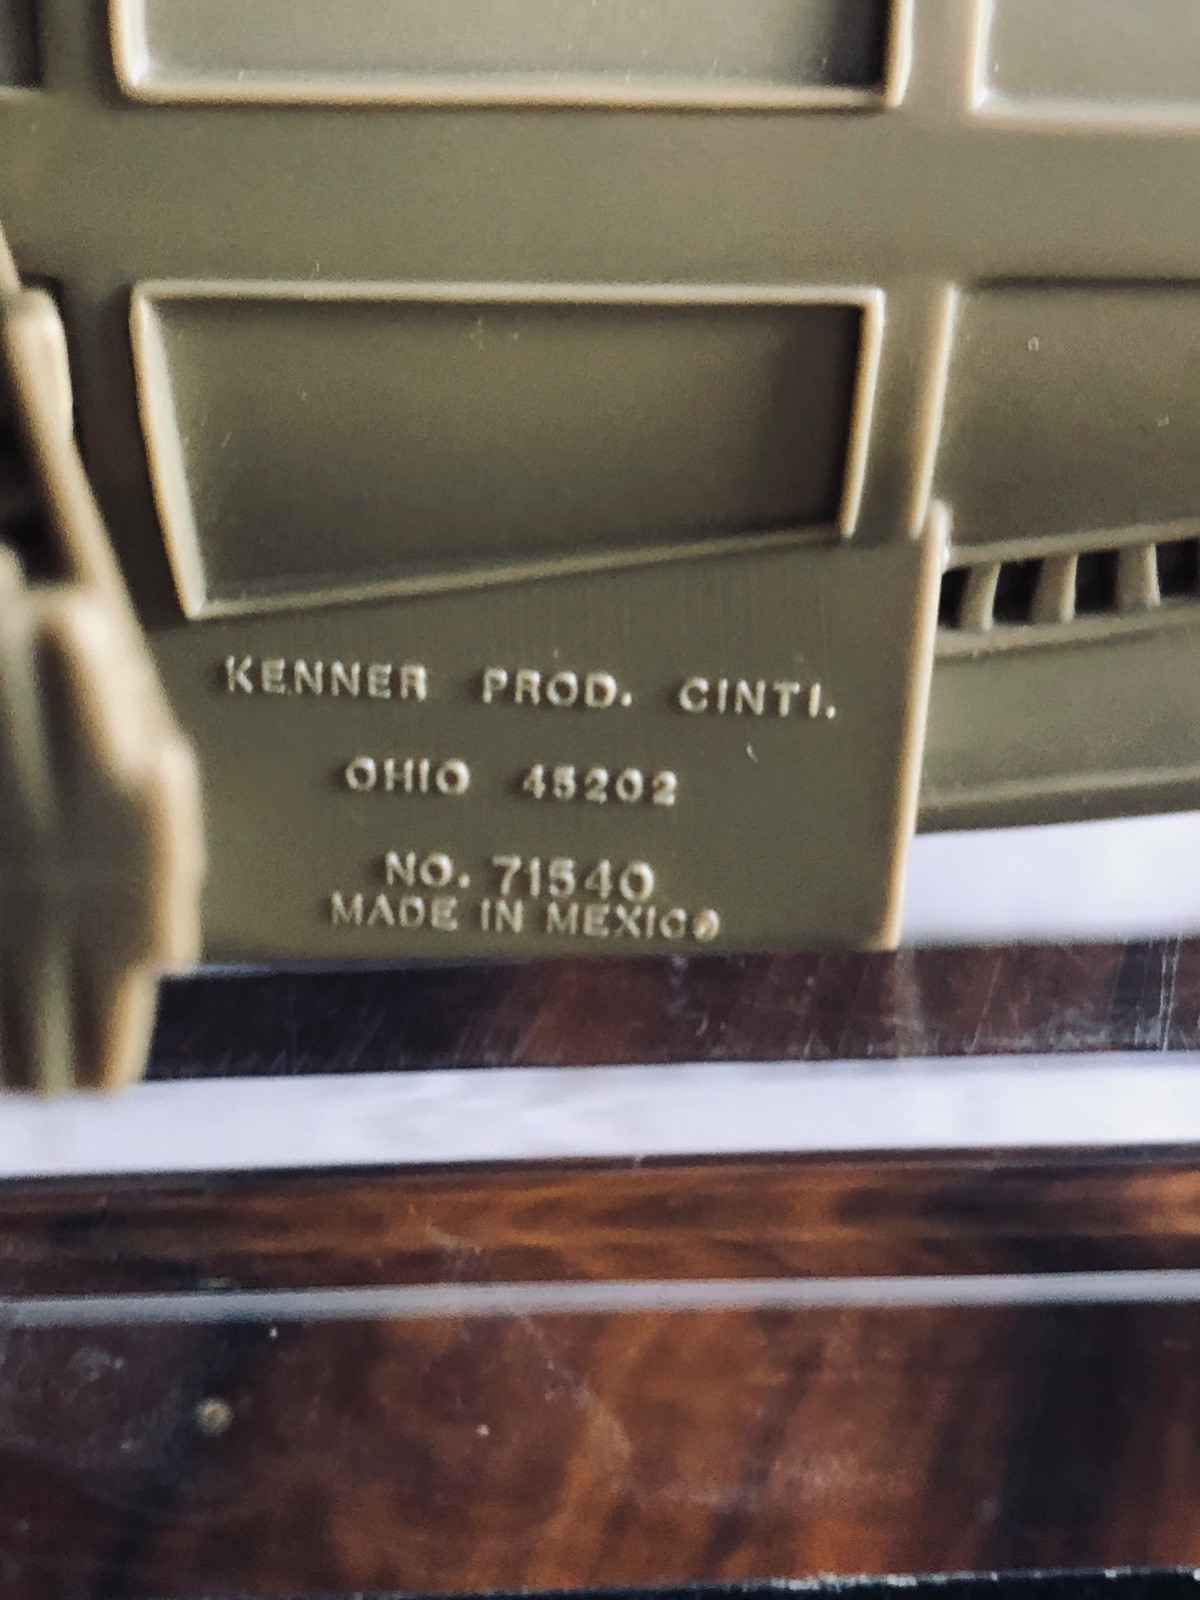 KENNER PROD. CINTI.
OHIO 45202
NO. 71540
MADE IN MEXICO